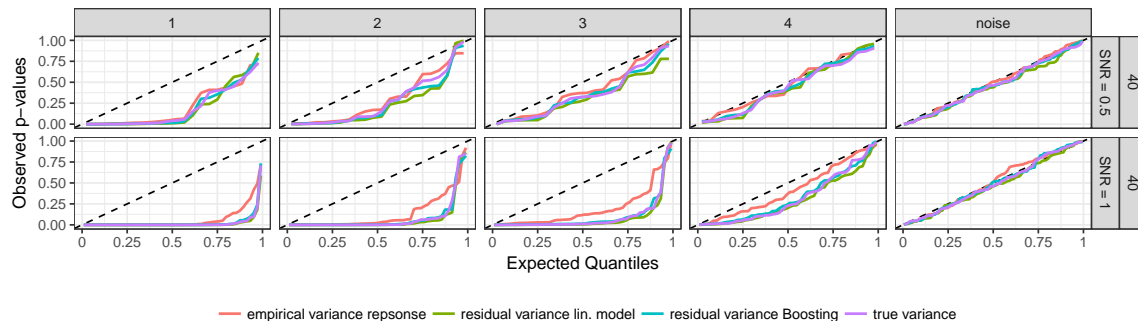 1 2 3 4 noise
Observed p−values
1.00
0.75
0.50
0.25
0.00
SNR = 0.5
40
1.00
0.75
0.50
0.25
0.00
SNR = 1
40
0 0.25 0.5 0.75 1 0 0.25 0.5 0.75 1 0 0.25 0.5 0.75 1 0 0.25 0.5 0.75 1 0 0.25 0.5 0.75 1
Expected Quantiles
empirical variance repsonse residual variance lin. model residual variance Boosting true variance